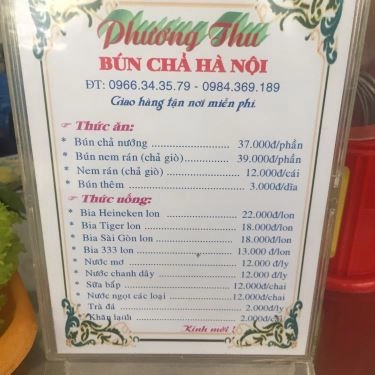 Phương Thu
BÚN CHẢ HÀ NỘI
ĐT: 0966.34.35.79 - 0984.369.189
Giao hàng tận nơi miễn phí.
☞ Thức ăn:
* Bún chả nướng ........................ 37.000đ/phần
* Bún nem rán (chả giò) ............ 39.000đ/phần
* Nem rán (chả giò) ................... 12.000đ/cái
* Bún thêm ................................ 3.000đ/dĩa
☞ Thức uống:
* Bia Heineken lon ..................... 22.000đ/lon
* Bia Tiger lon ........................... 18.000đ/lon
* Bia Sài Gòn lon ....................... 18.000đ/lon
* Bia 333 lon ............................. 13.000 đ/lon
* Nước mơ ................................ 12.000 đ/ly
* Nước chanh dây ..................... 12.000đ/ly
* Sữa bắp .................................. 12.000đ/chai
* Nước ngọt các loại ................. 12.000đ/chai
* Trà đá .................................... 2.000đ/ly
* Khăn lạnh .............................. 2.000đ/cái
Kính mời !